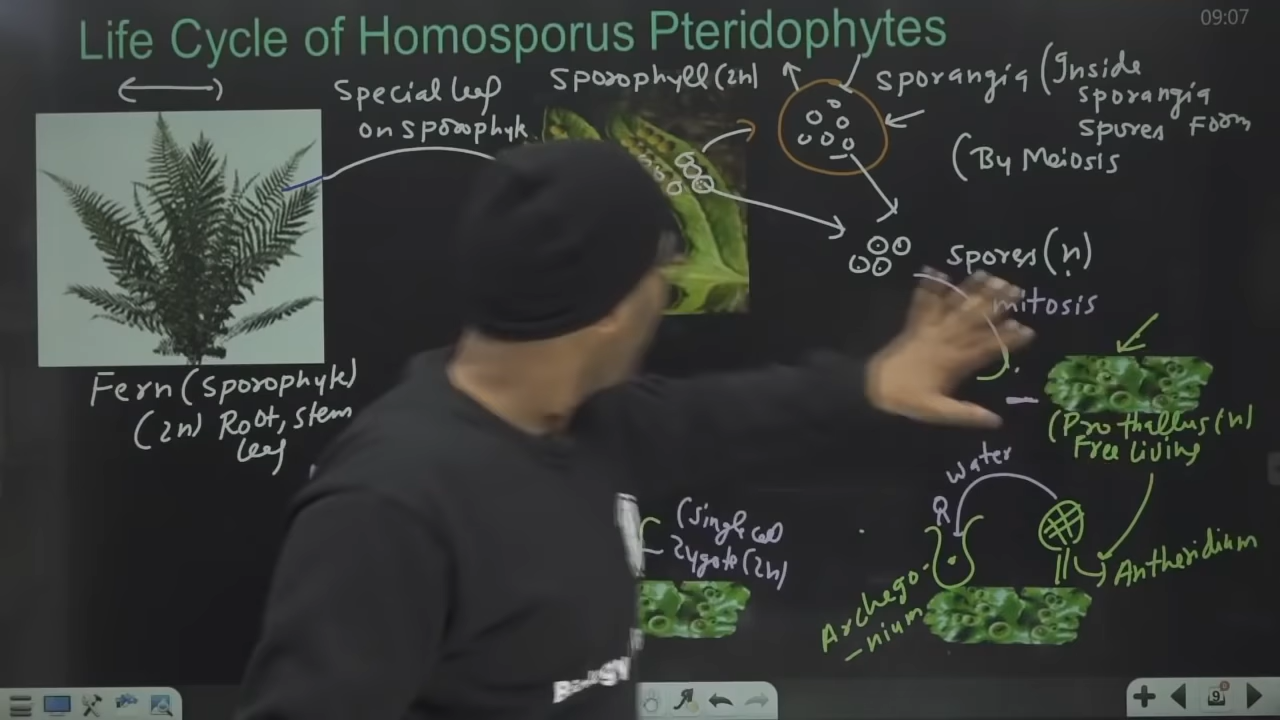 09:07
Life Cycle of Homosporus Pteridophytes
Special leaf
on sporophyte
Sporophyll (2n)
Sporangia (Inside
sporangia
spores Form
(By Meiosis
Spores (n)
mitosis
Fern (Sporophyte)
(2n) Root, stem
leaf
(Prothallus (n)
Free Living
water
(Single cell
Zygote (2n)
Antheridium
Archego-
-nium
9